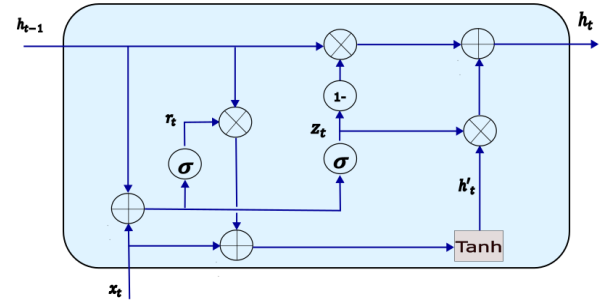 h_{t-1}
h_t
1-
r_t
z_t
σ
σ
h'_t
Tanh
x_t